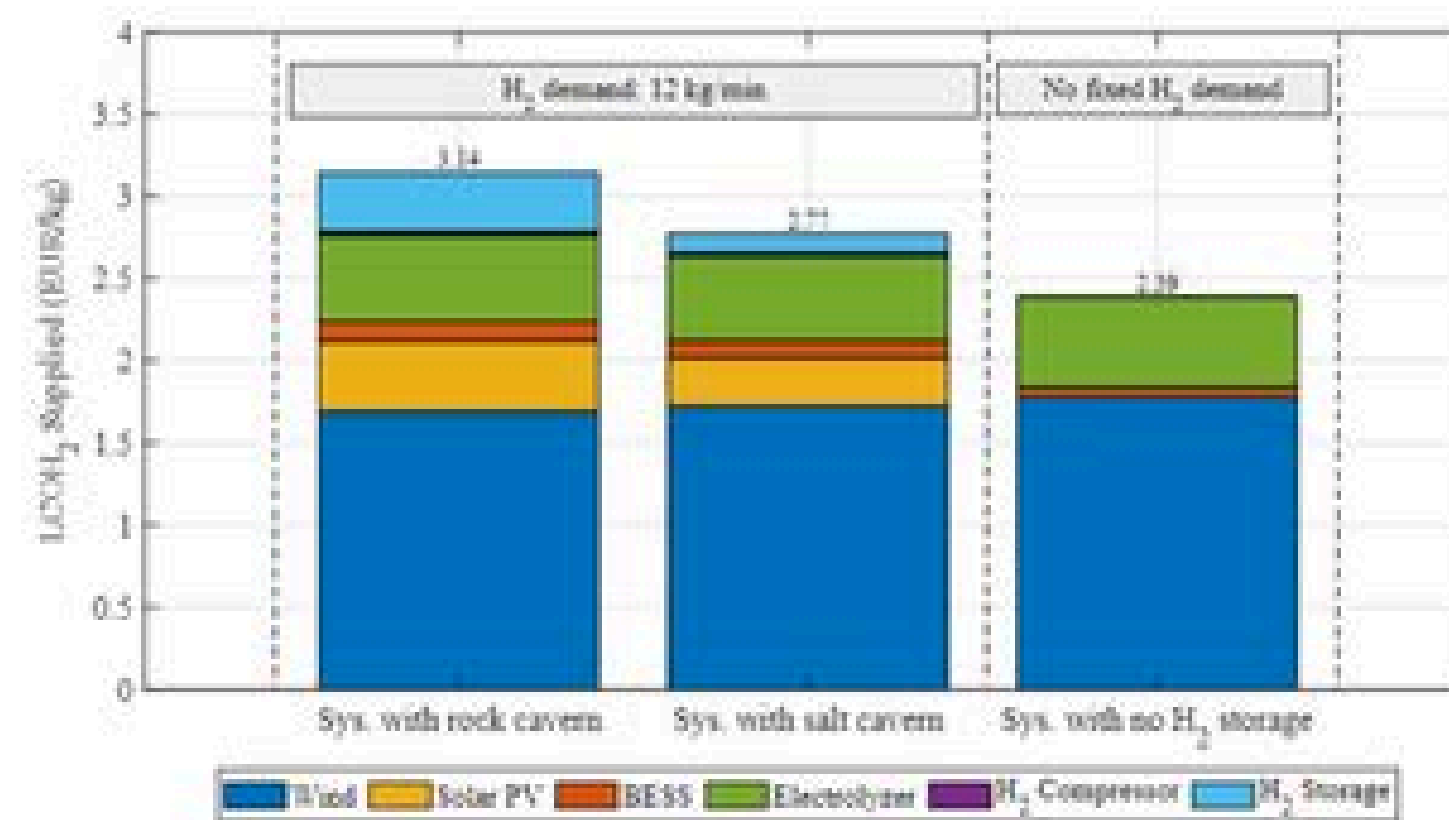 4
H2 demand: 12 kg/min
No fixed H2 demand
3.5
3.14
3
2.77
2.5
2.39
2
1.5
1
0.5
0
LCOH2 Supplied (EUR/kg)
Sys. with rock cavern
Sys. with salt cavern
Sys. with no H2 storage
Wind Solar PV BESS Electrolyzer H2 Compressor H2 Storage